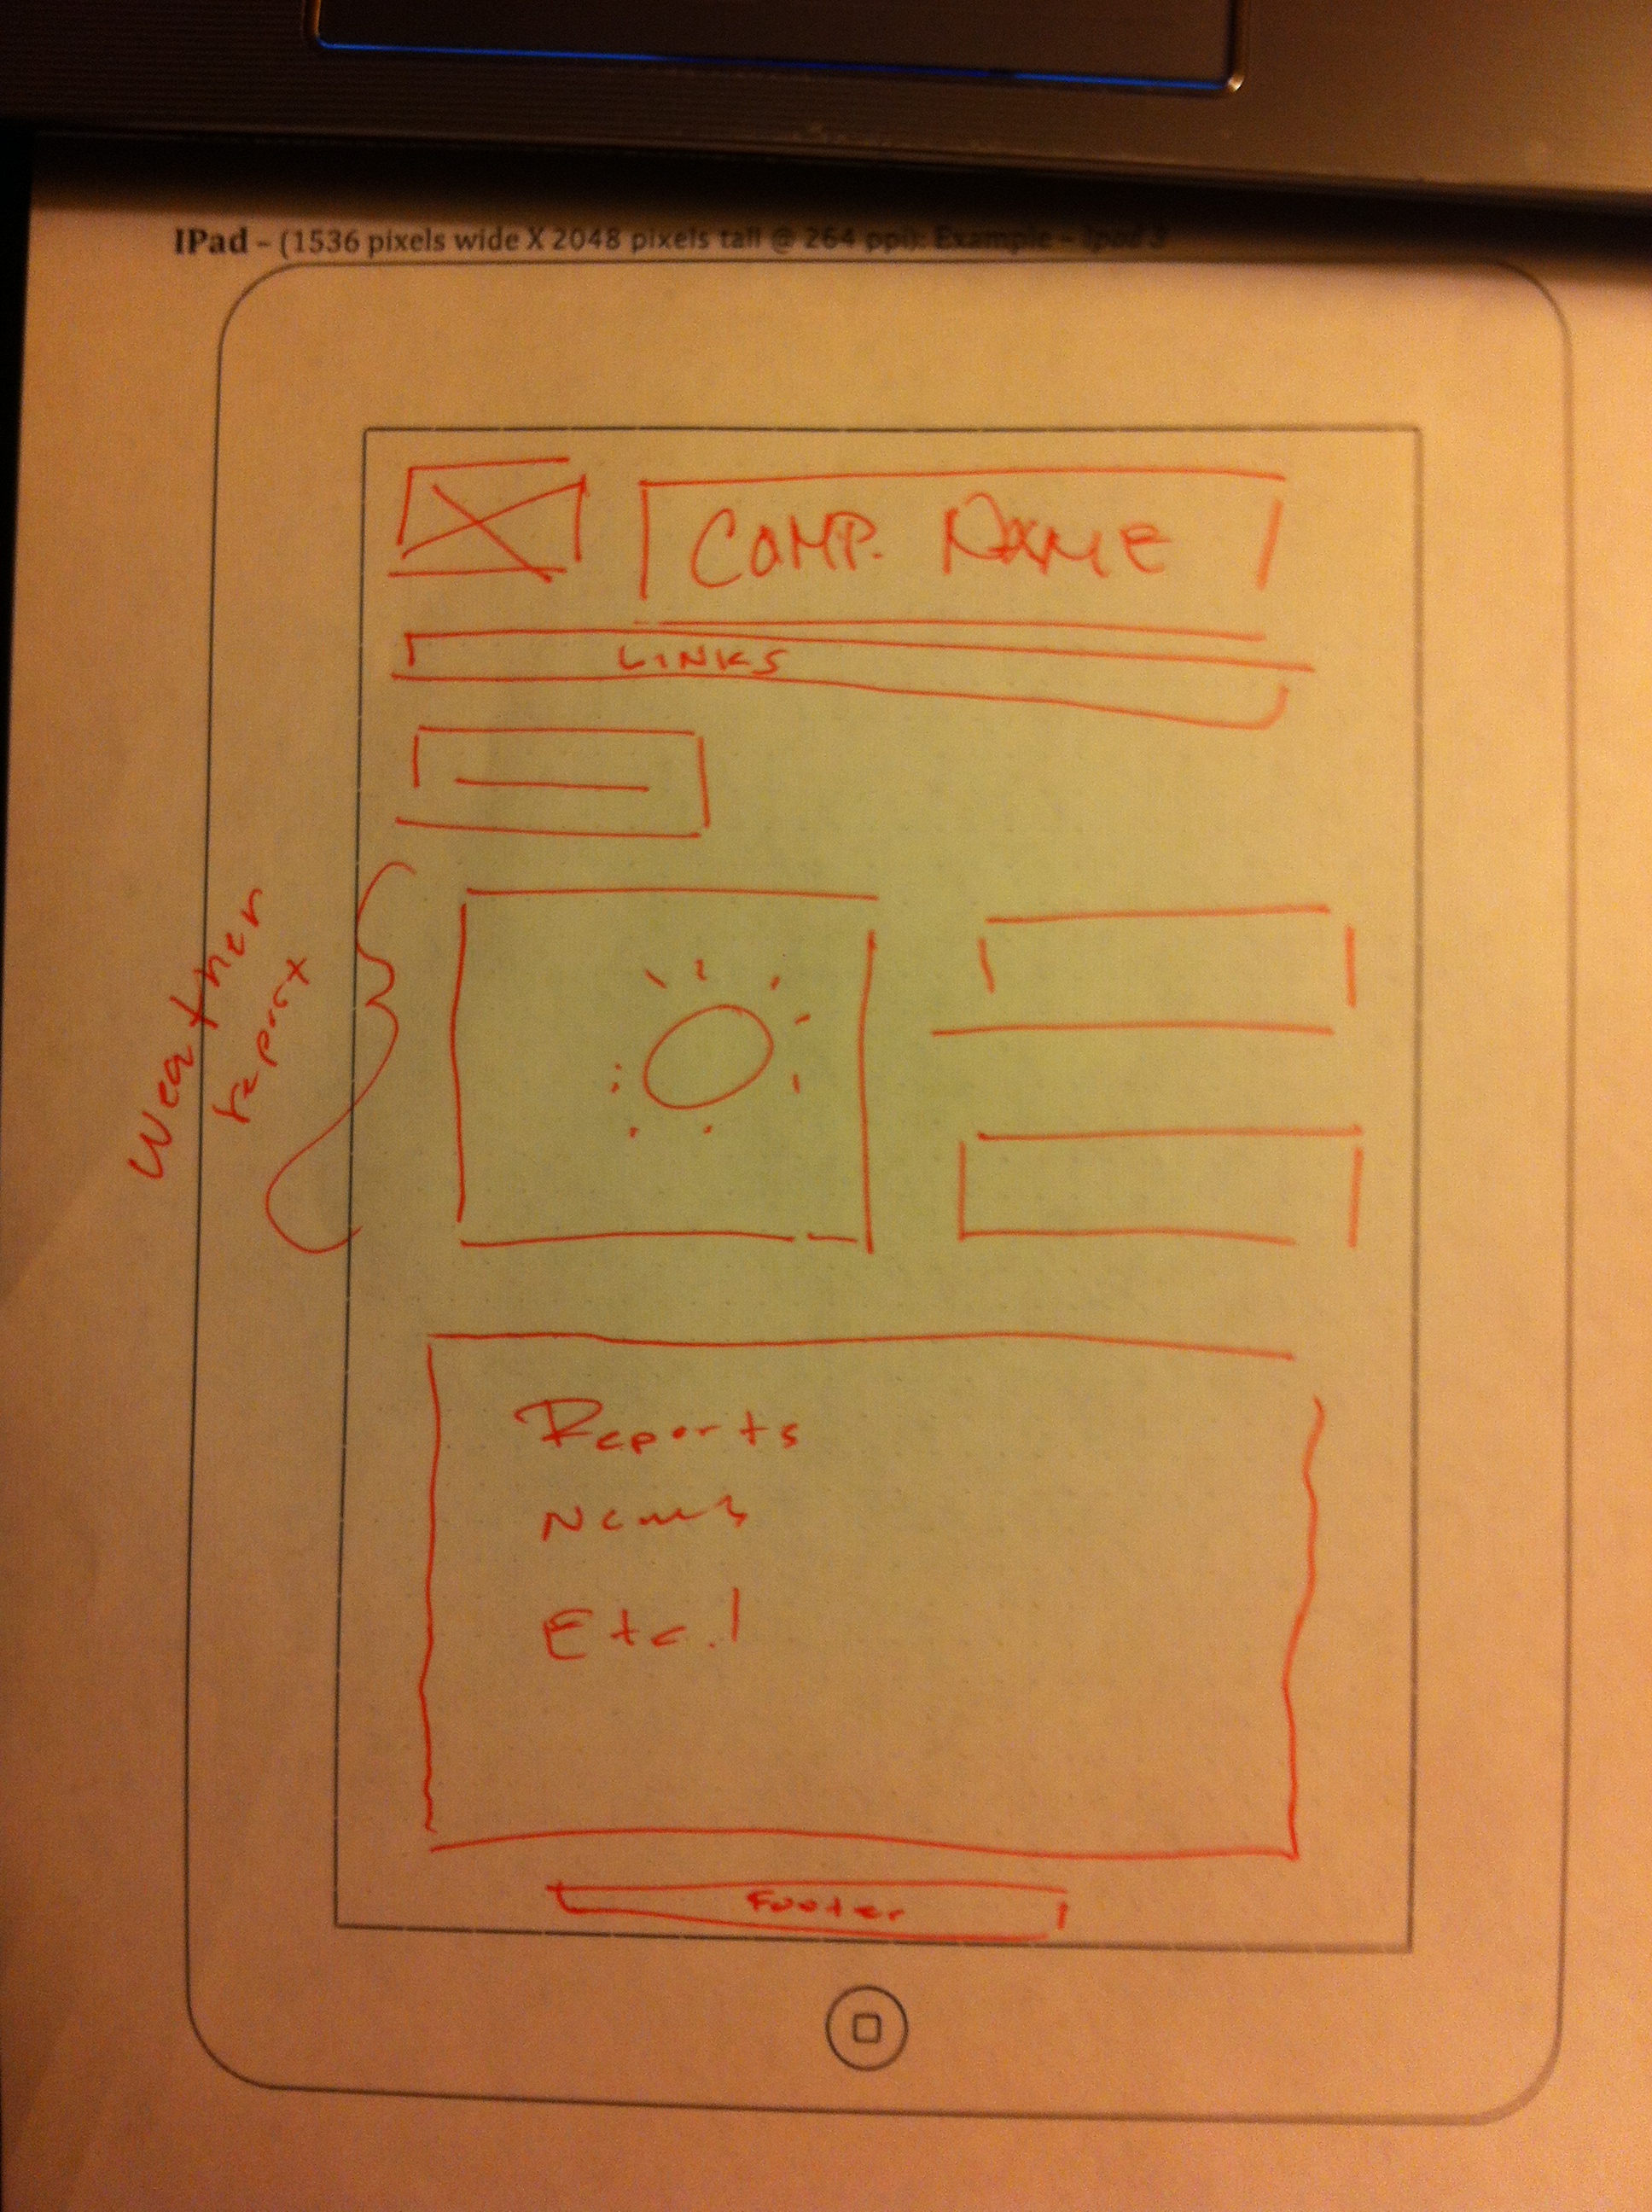 IPad – (1536 pixels wide X 2048 pixels tall @ 264 ppi): Example – Ipad 3
COMP. NAME
LINKS
Weather
report
Reports
News
Etc.!
Footer